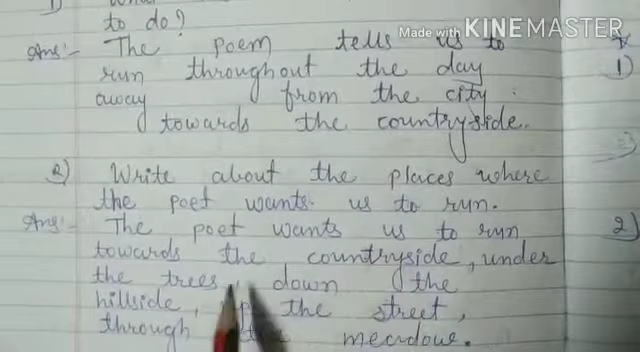 1)
to do?
Made with KINEMASTER
Ans:- The poem tells us to
run throughout the day
away from the city
towards the countryside.
2) Write about the places where
the poet wants us to run.
Ans:- The poet wants us to run
towards the countryside, under
the trees, down the
hillside, the street,
through meadows.
1)
2)